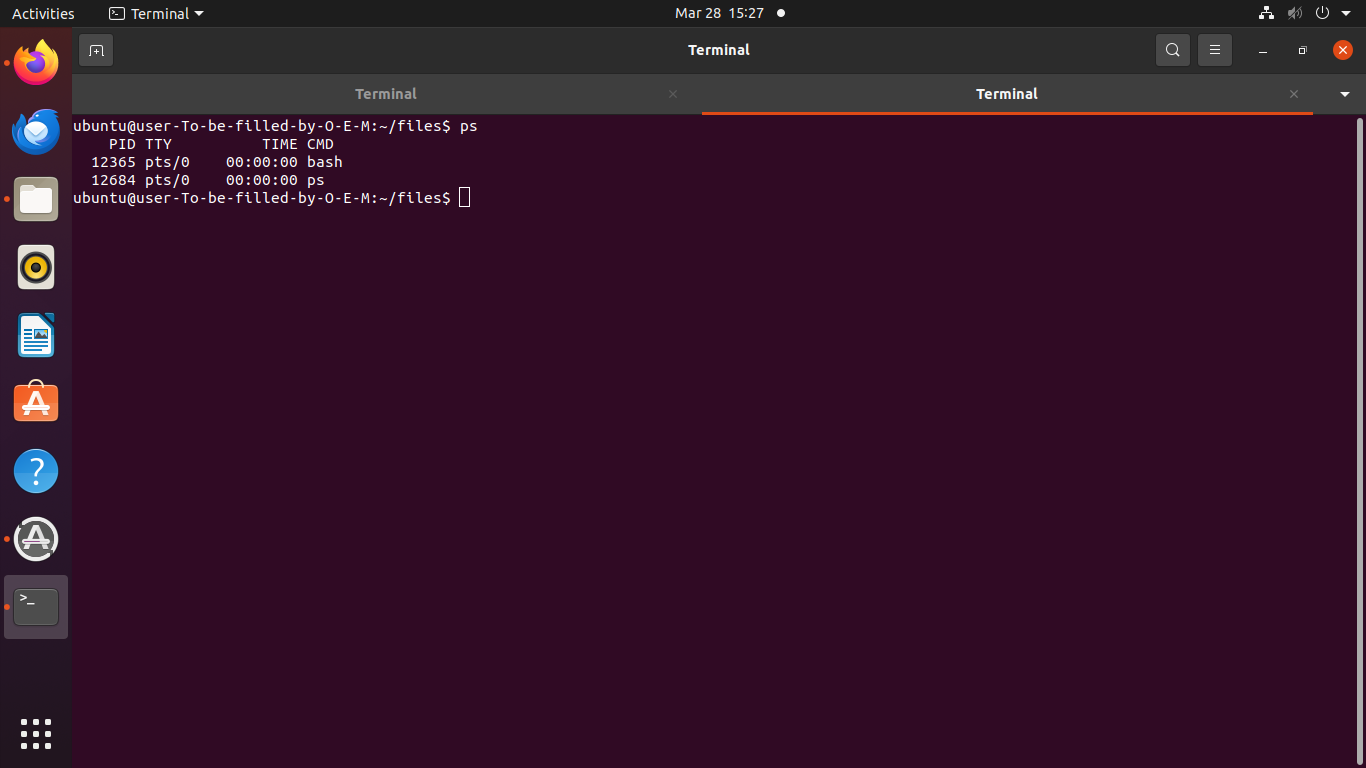 Activities
Terminal
Mar 28 15:27
Terminal
Terminal
Terminal
ubuntu@user-To-be-filled-by-O-E-M:~/files$ ps
    PID TTY          TIME CMD
  12365 pts/0    00:00:00 bash
  12684 pts/0    00:00:00 ps
ubuntu@user-To-be-filled-by-O-E-M:~/files$